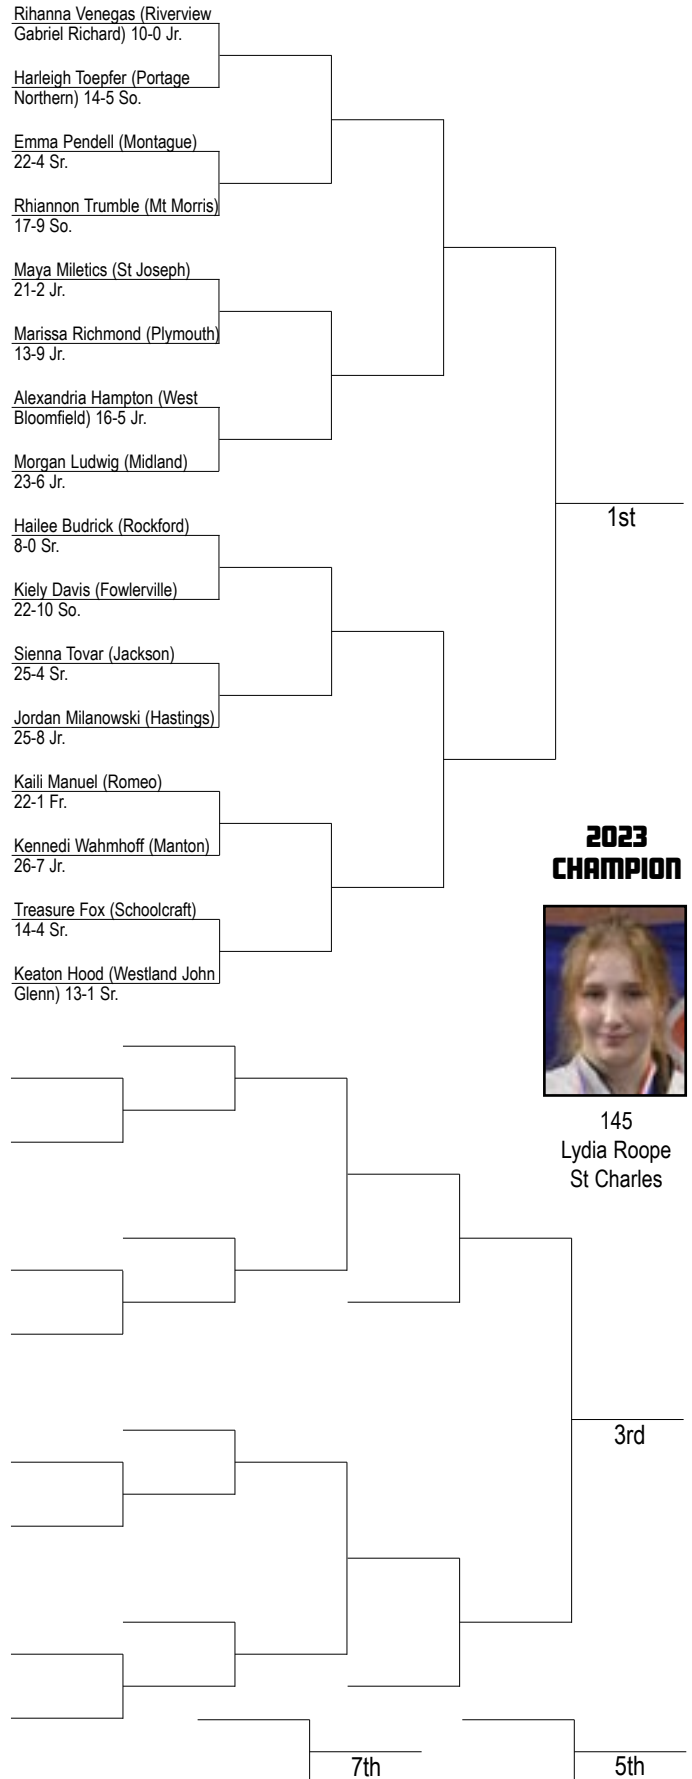 Rihanna Venegas (Riverview
Gabriel Richard) 10-0 Jr.
Harleigh Toepfer (Portage
Northern) 14-5 So.
Emma Pendell (Montague)
22-4 Sr.
Rhiannon Trumble (Mt Morris)
17-9 So.
Maya Miletics (St Joseph)
21-2 Jr.
Marissa Richmond (Plymouth)
13-9 Jr.
Alexandria Hampton (West
Bloomfield) 16-5 Jr.
Morgan Ludwig (Midland)
23-6 Jr.
Hailee Budrick (Rockford)
8-0 Sr.
Kiely Davis (Fowlerville)
22-10 So.
Sienna Tovar (Jackson)
25-4 Sr.
Jordan Milanowski (Hastings)
25-8 Jr.
Kaili Manuel (Romeo)
22-1 Fr.
Kennedi Wahmhoff (Manton)
26-7 Jr.
Treasure Fox (Schoolcraft)
14-4 Sr.
Keaton Hood (Westland John
Glenn) 13-1 Sr.
1st
2023
CHAMPION
145
Lydia Roope
St Charles
3rd
7th
5th